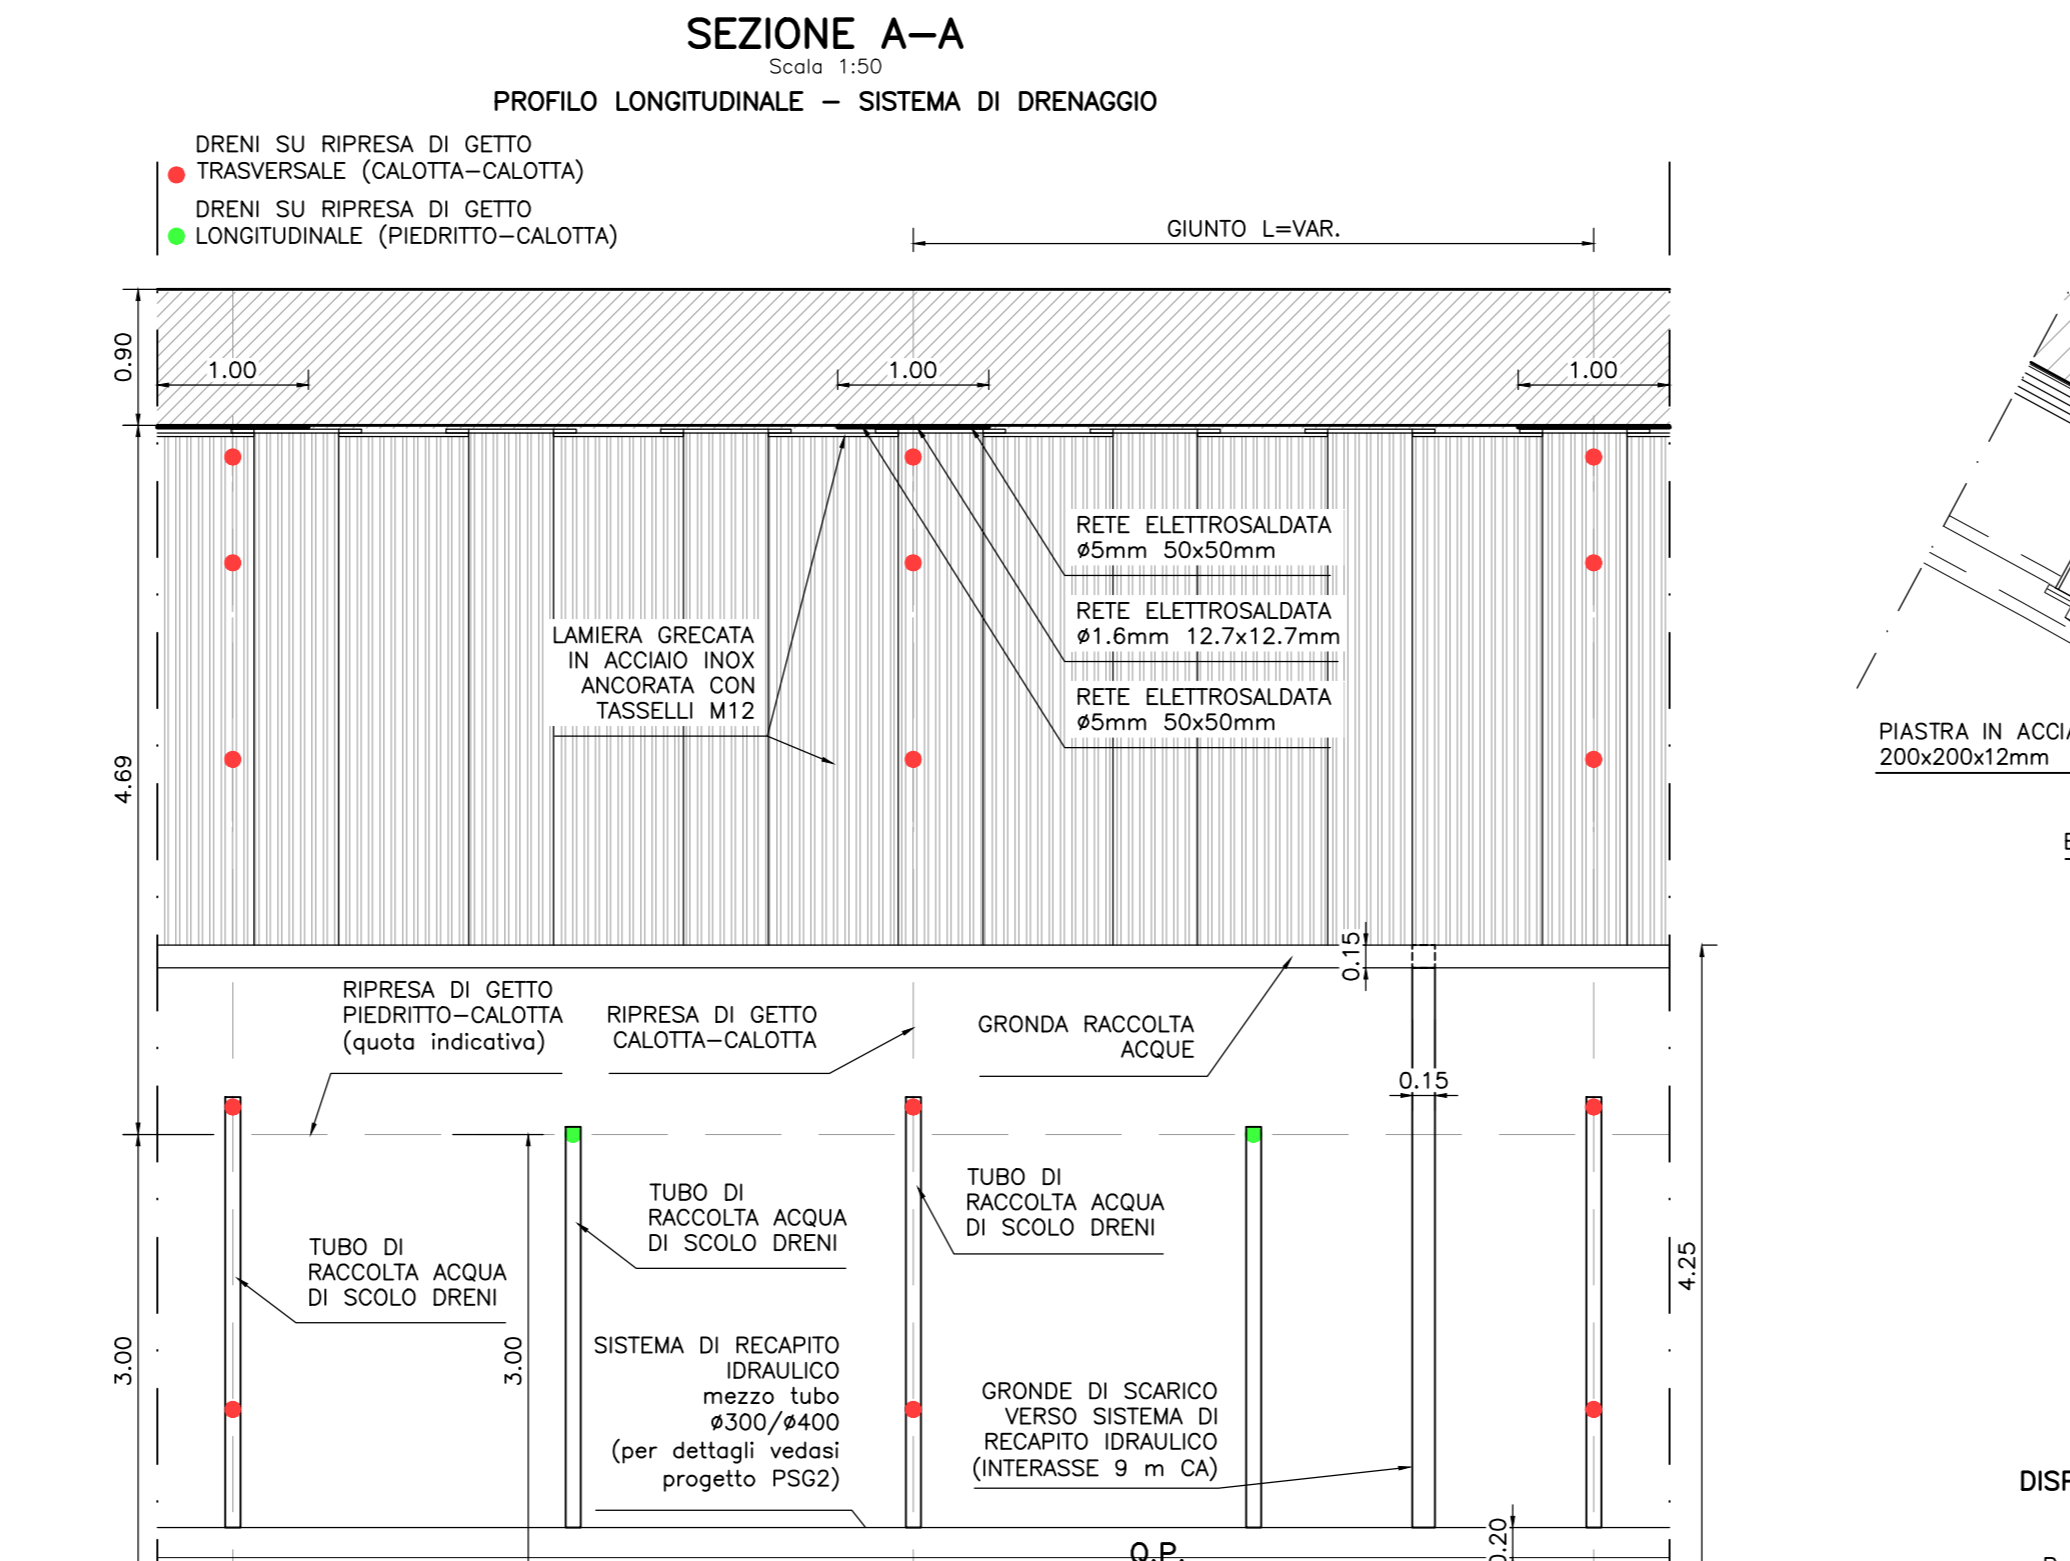 SEZIONE A–A
Scala 1:50
PROFILO LONGITUDINALE – SISTEMA DI DRENAGGIO
DRENI SU RIPRESA DI GETTO
TRASVERSALE (CALOTTA–CALOTTA)
DRENI SU RIPRESA DI GETTO
LONGITUDINALE (PIEDRITTO–CALOTTA)
GIUNTO L=VAR.
0.90
1.00
1.00
1.00
RETE ELETTROSALDATA
ø5mm 50x50mm
RETE ELETTROSALDATA
ø1.6mm 12.7x12.7mm
RETE ELETTROSALDATA
ø5mm 50x50mm
LAMIERA GRECATA
IN ACCIAIO INOX
ANCORATA CON
TASSELLI M12
4.69
PIASTRA IN ACCIA
200x200x12mm
0.15
RIPRESA DI GETTO
PIEDRITTO–CALOTTA
(quota indicativa)
RIPRESA DI GETTO
CALOTTA–CALOTTA
GRONDA RACCOLTA
ACQUE
0.15
TUBO DI
RACCOLTA ACQUA
DI SCOLO DRENI
TUBO DI
RACCOLTA ACQUA
DI SCOLO DRENI
TUBO DI
RACCOLTA ACQUA
DI SCOLO DRENI
4.25
3.00
3.00
SISTEMA DI RECAPITO
IDRAULICO
mezzo tubo
ø300/ø400
(per dettagli vedasi
progetto PSG2)
GRONDE DI SCARICO
VERSO SISTEMA DI
RECAPITO IDRAULICO
(INTERASSE 9 m CA)
DISP
0.20
Q.P.